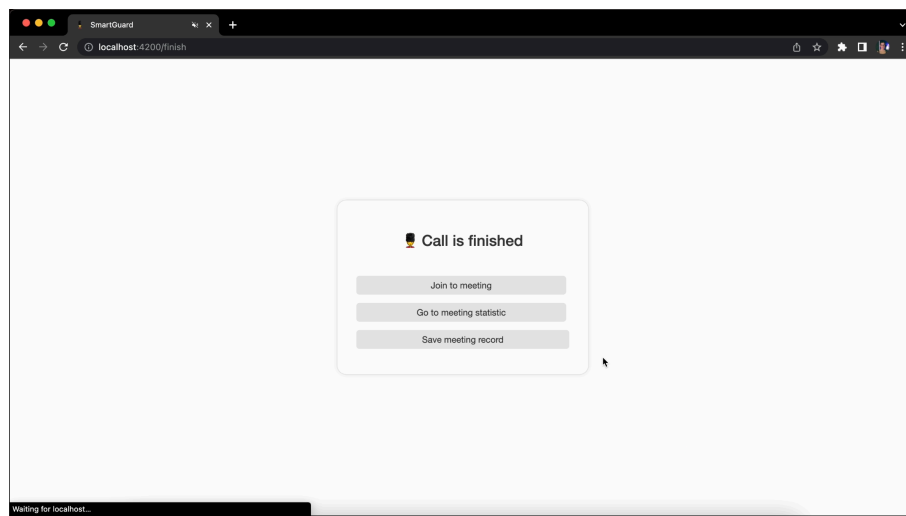 SmartGuard
localhost:4200/finish
Call is finished
Join to meeting
Go to meeting statistic
Save meeting record
Waiting for localhost...